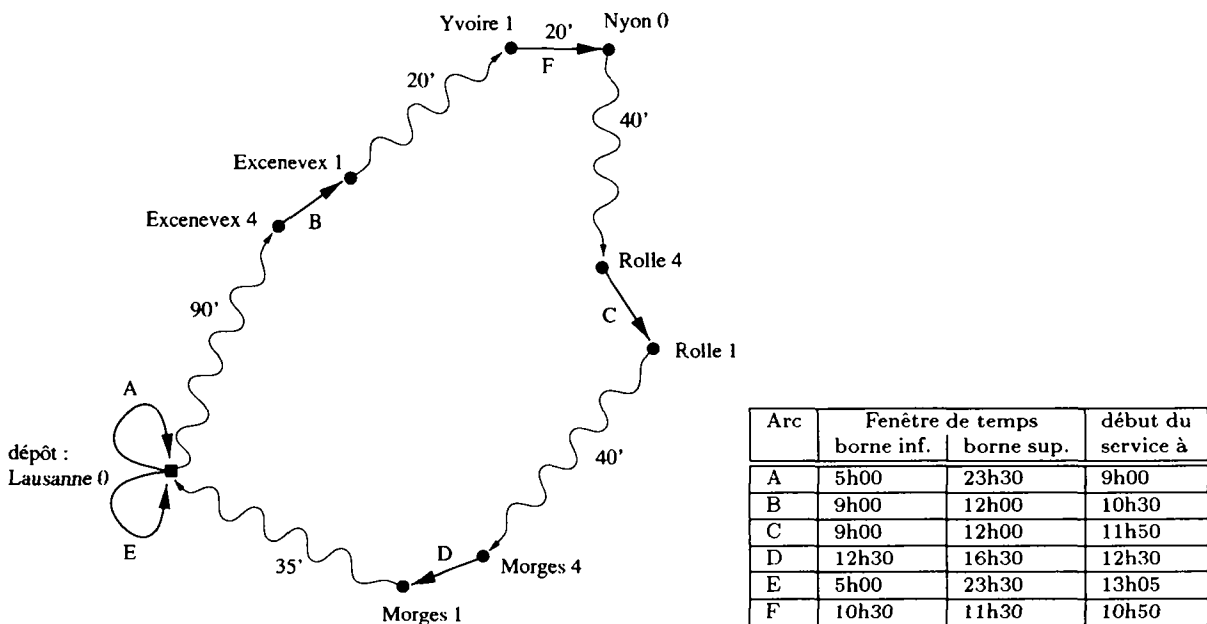 Yvoire 1
Nyon 0
20'
F
20'
40'
Excenevex 1
Excenevex 4
B
Rolle 4
C
90'
Rolle 1
A
dépôt :
Lausanne 0
40'
E
35'
D
Morges 4
Morges 1
Arc Fenêtre de temps début du
borne inf. borne sup. service à
A 5h00 23h30 9h00
B 9h00 12h00 10h30
C 9h00 12h00 11h50
D 12h30 16h30 12h30
E 5h00 23h30 13h05
F 10h30 11h30 10h50